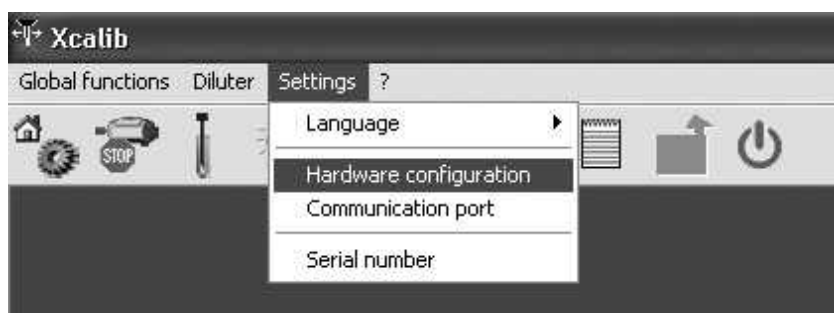 Xcalib
Global functions Diluter Settings ?
Language
STOP
Hardware configuration
Communication port
Serial number